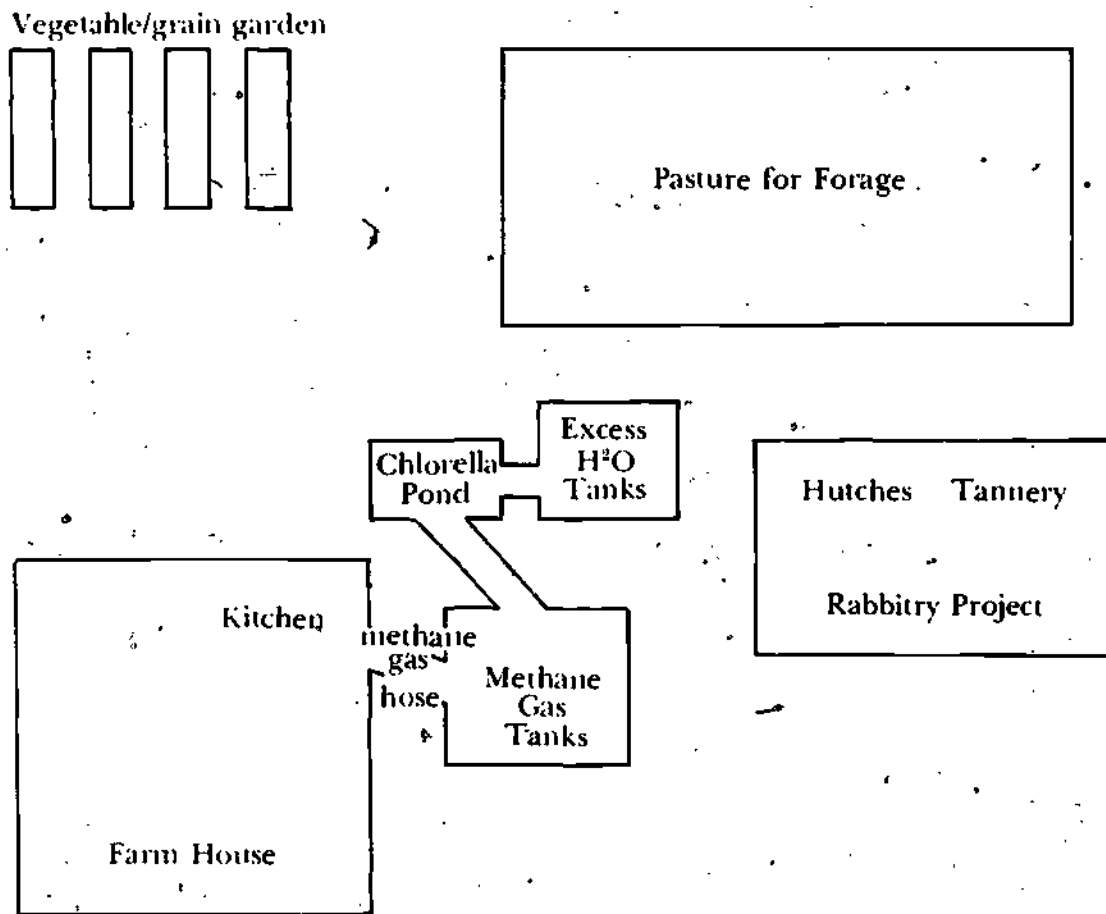 Vegetable/grain garden
Pasture for Forage
Excess
H²O
Tanks
Chlorella
Pond
Hutches Tannery
Rabbitry Project
Kitchen
methane
gas
hose
Methane
Gas
Tanks
Farm House